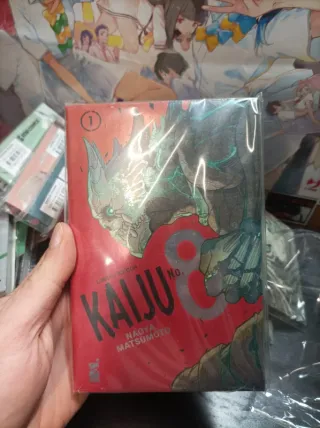 1
KAIJU No. 8
NAOYA
MATSUMOTO